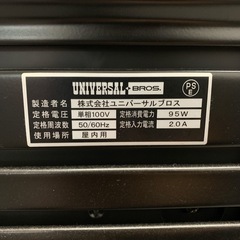 UNIVERSAL BROS.
PS
E
製造者名 株式会社ユニバーサルブロス
定格電圧 単相100V 定格消費電力 95W
定格周波数 50/60Hz 定格入力電流 2.0A
使用場所 屋内用